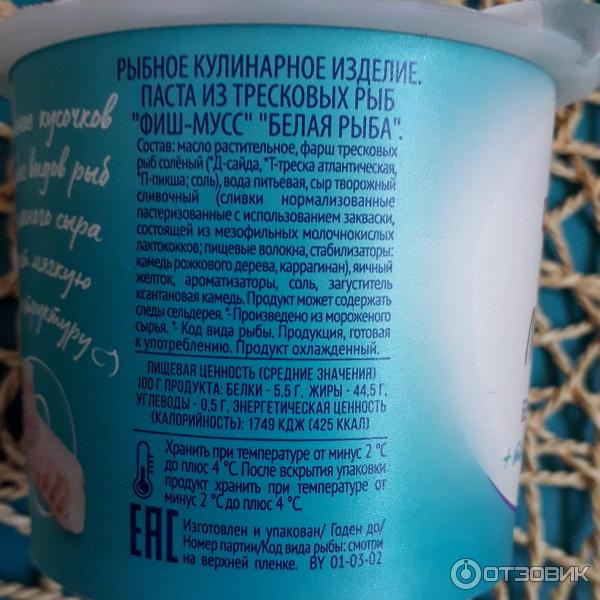 РЫБНОЕ КУЛИНАРНОЕ ИЗДЕЛИЕ.
ПАСТА ИЗ ТРЕСКОВЫХ РЫБ
"ФИШ-МУСС" "БЕЛАЯ РЫБА".
Состав: масло растительное, фарш тресковых
рыб солёный (*Д-сайда, *Т-треска атлантическая,
*П-пикша; соль), вода питьевая, сыр творожный
сливочный (сливки нормализованные
пастеризованные с использованием закваски,
состоящей из мезофильных молочнокислых
лактококков; пищевые волокна, стабилизаторы:
камедь рожкового дерева, каррагинан), яичный
желток, ароматизаторы, соль, загуститель
ксантановая камедь. Продукт может содержать
следы сельдерея. *- Произведено из мороженого
сырья. *- Код вида рыбы. Продукция, готовая
к употреблению. Продукт охлажденный.
ПИЩЕВАЯ ЦЕННОСТЬ (СРЕДНИЕ ЗНАЧЕНИЯ)
100 Г ПРОДУКТА: БЕЛКИ - 5,5 Г, ЖИРЫ - 44,5 Г,
УГЛЕВОДЫ - 0,5 Г, ЭНЕРГЕТИЧЕСКАЯ ЦЕННОСТЬ
(КАЛОРИЙНОСТЬ): 1749 КДЖ (425 ККАЛ)
Хранить при температуре от минус 2 °С
до плюс 4 °С. После вскрытия упаковки
продукт хранить при температуре от
минус 2 °С до плюс 4 °С.
EAC
Изготовлен и упакован/ Годен до/
Номер партии/Код вида рыбы: смотри
на верхней пленке. BY 01-03-02
кусочков
видов рыб
сыра
мягкую
структуру
ОТЗОВИК